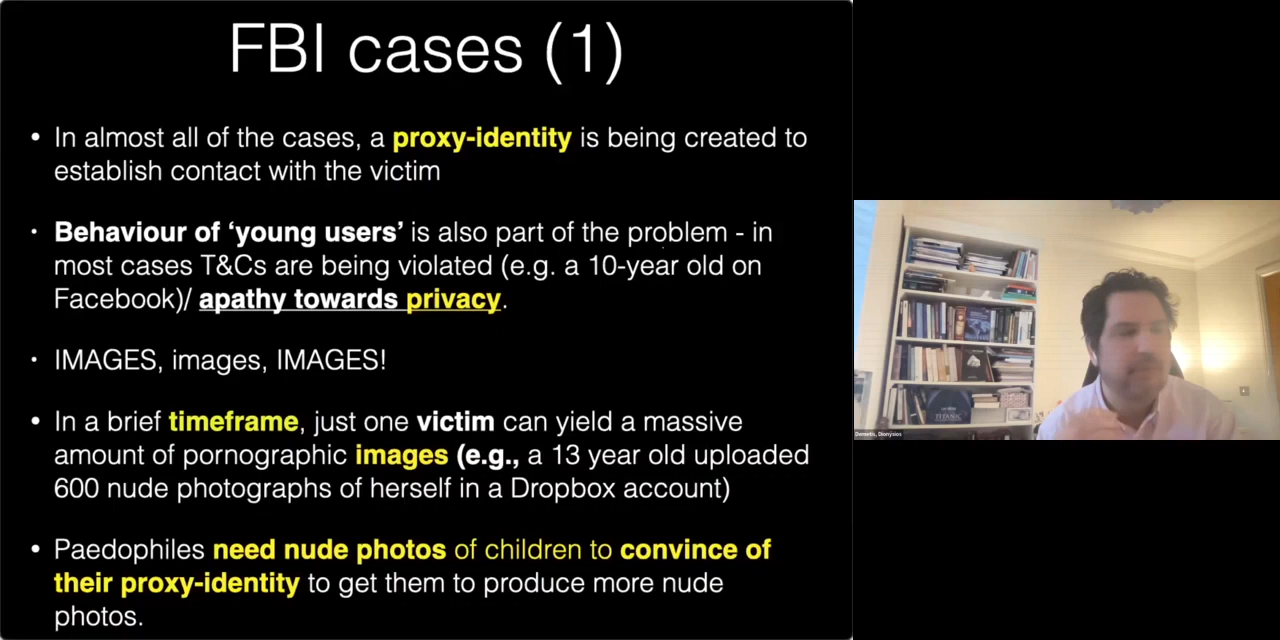 FBI cases (1)
• In almost all of the cases, a proxy-identity is being created to
establish contact with the victim
• Behaviour of ‘young users’ is also part of the problem - in
most cases T&Cs are being violated (e.g. a 10-year old on
Facebook)/ apathy towards privacy.
• IMAGES, images, IMAGES!
• In a brief timeframe, just one victim can yield a massive
amount of pornographic images (e.g., a 13 year old uploaded
600 nude photographs of herself in a Dropbox account)
• Paedophiles need nude photos of children to convince of
their proxy-identity to get them to produce more nude
photos.
TITANIC
Demetis, Dionysios